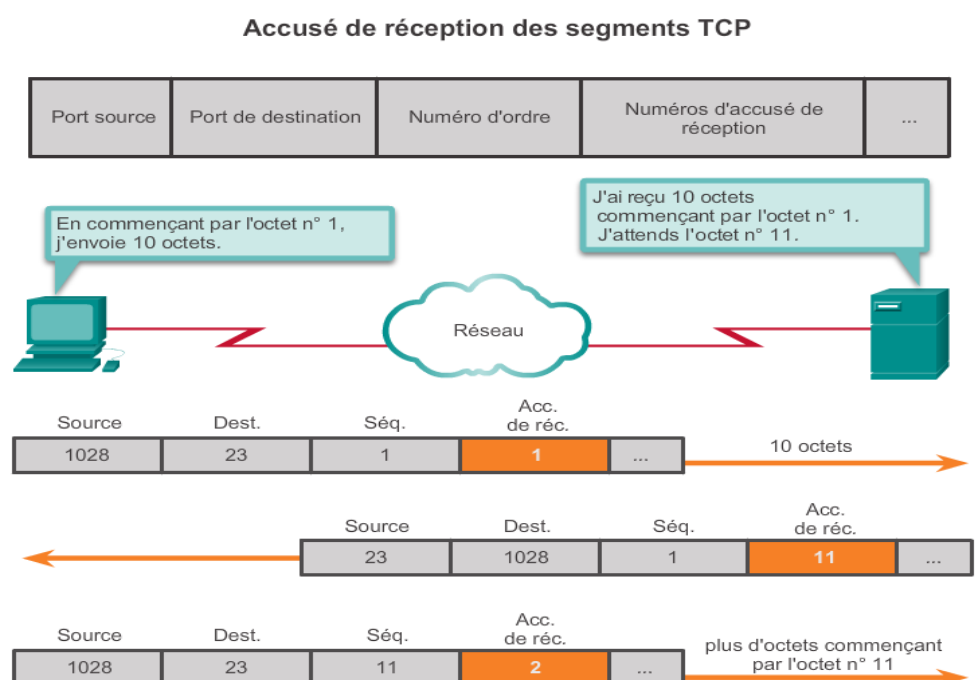 Accusé de réception des segments TCP
Port source Port de destination Numéro d'ordre Numéros d'accusé de
réception ...
En commençant par l'octet n° 1,
j'envoie 10 octets.
J'ai reçu 10 octets
commençant par l'octet n° 1.
J'attends l'octet n° 11.
Réseau
Source Dest. Séq. Acc.
de réc.
1028 23 1 1 ... 10 octets
Source Dest. Séq. Acc.
de réc.
23 1028 1 11 ...
Source Dest. Séq. Acc.
de réc.
1028 23 11 2 ... plus d'octets commençant
par l'octet n° 11